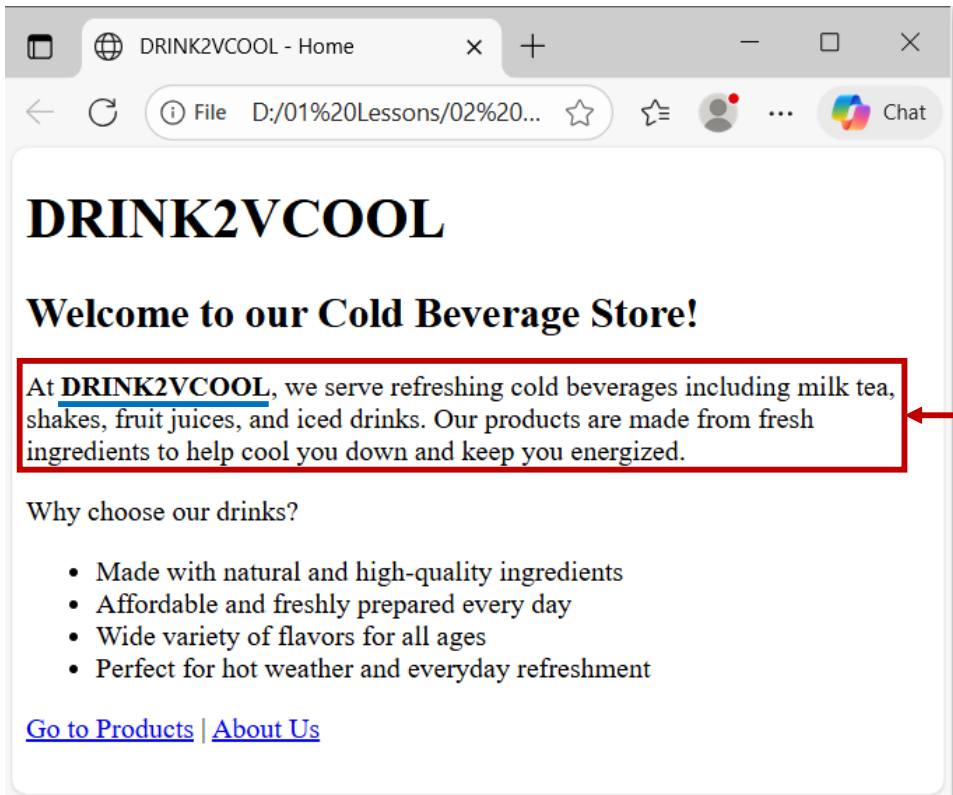 DRINK2VCOOL - Home
File D:/01%20Lessons/02%20...
Chat
DRINK2VCOOL
Welcome to our Cold Beverage Store!
At DRINK2VCOOL, we serve refreshing cold beverages including milk tea,
shakes, fruit juices, and iced drinks. Our products are made from fresh
ingredients to help cool you down and keep you energized.
Why choose our drinks?
• Made with natural and high-quality ingredients
• Affordable and freshly prepared every day
• Wide variety of flavors for all ages
• Perfect for hot weather and everyday refreshment
Go to Products | About Us